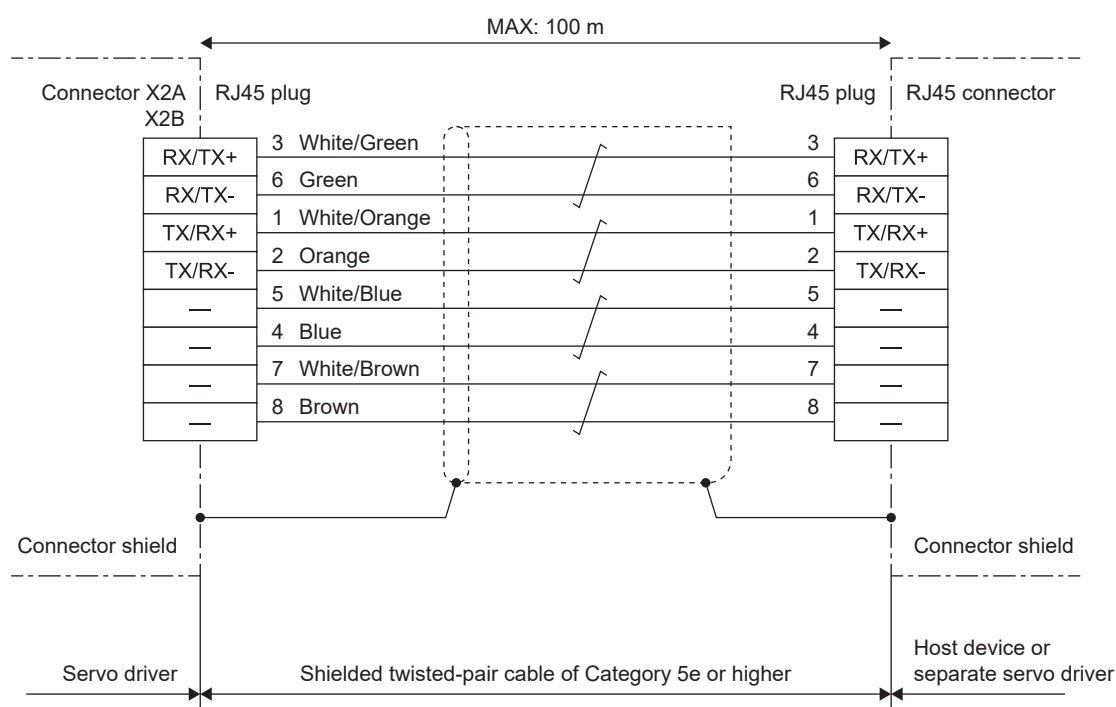 MAX: 100 m
Connector X2A RJ45 plug RJ45 plug RJ45 connector
X2B
RX/TX+ 3 White/Green 3 RX/TX+
RX/TX- 6 Green 6 RX/TX-
TX/RX+ 1 White/Orange 1 TX/RX+
TX/RX- 2 Orange 2 TX/RX-
— 5 White/Blue 5 —
— 4 Blue 4 —
— 7 White/Brown 7 —
— 8 Brown 8 —
Connector shield Connector shield
Servo driver Shielded twisted-pair cable of Category 5e or higher Host device or
separate servo driver